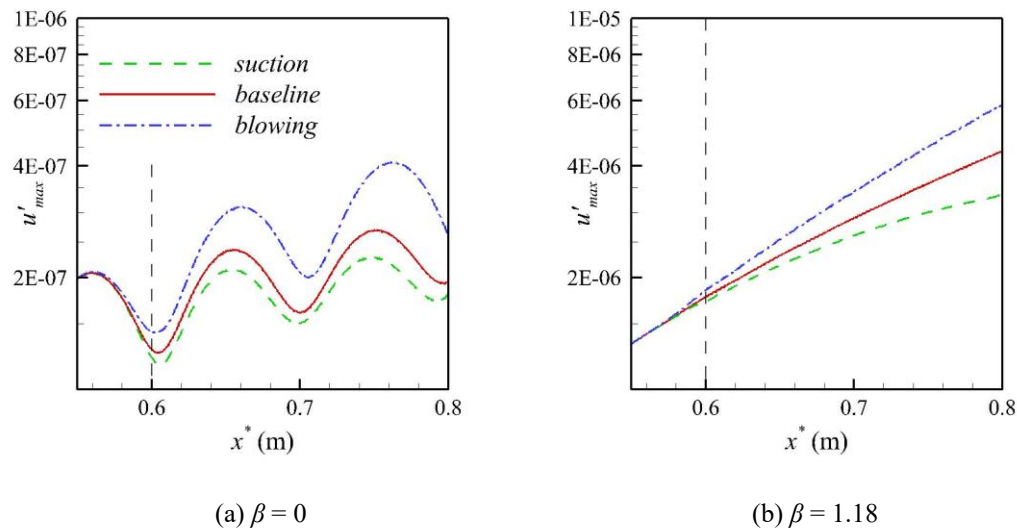 1E-06
8E-07
6E-07
4E-07
2E-07
u'max
suction
baseline
blowing
0.6 0.7 0.8
x* (m)
(a) β = 0
1E-05
8E-06
6E-06
4E-06
2E-06
u'max
0.6 0.7 0.8
x* (m)
(b) β = 1.18